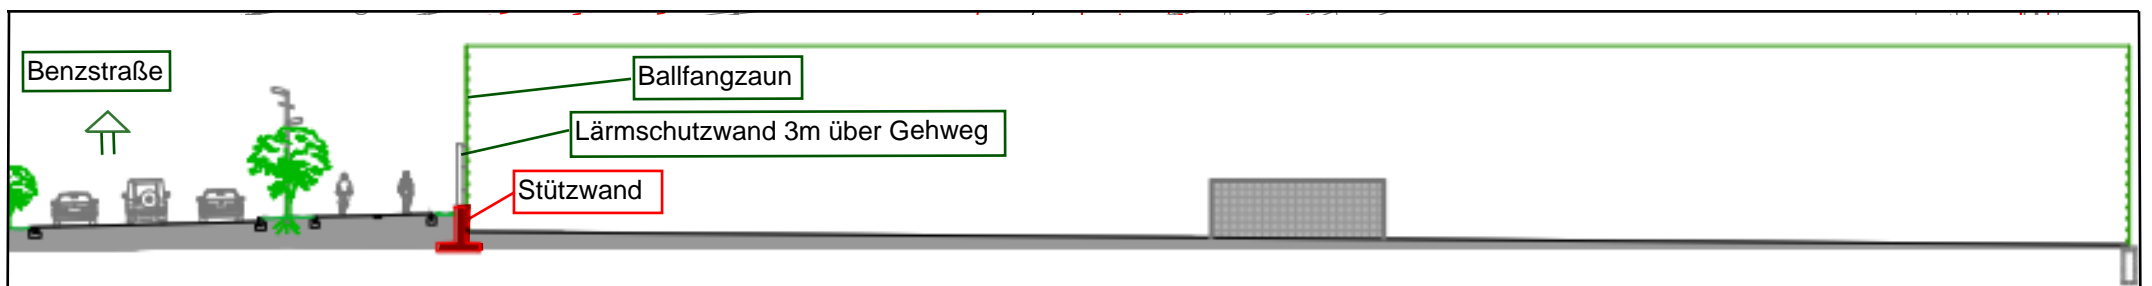 Benzstraße
Ballfangzaun
Lärmschutzwand 3m über Gehweg
Stützwand